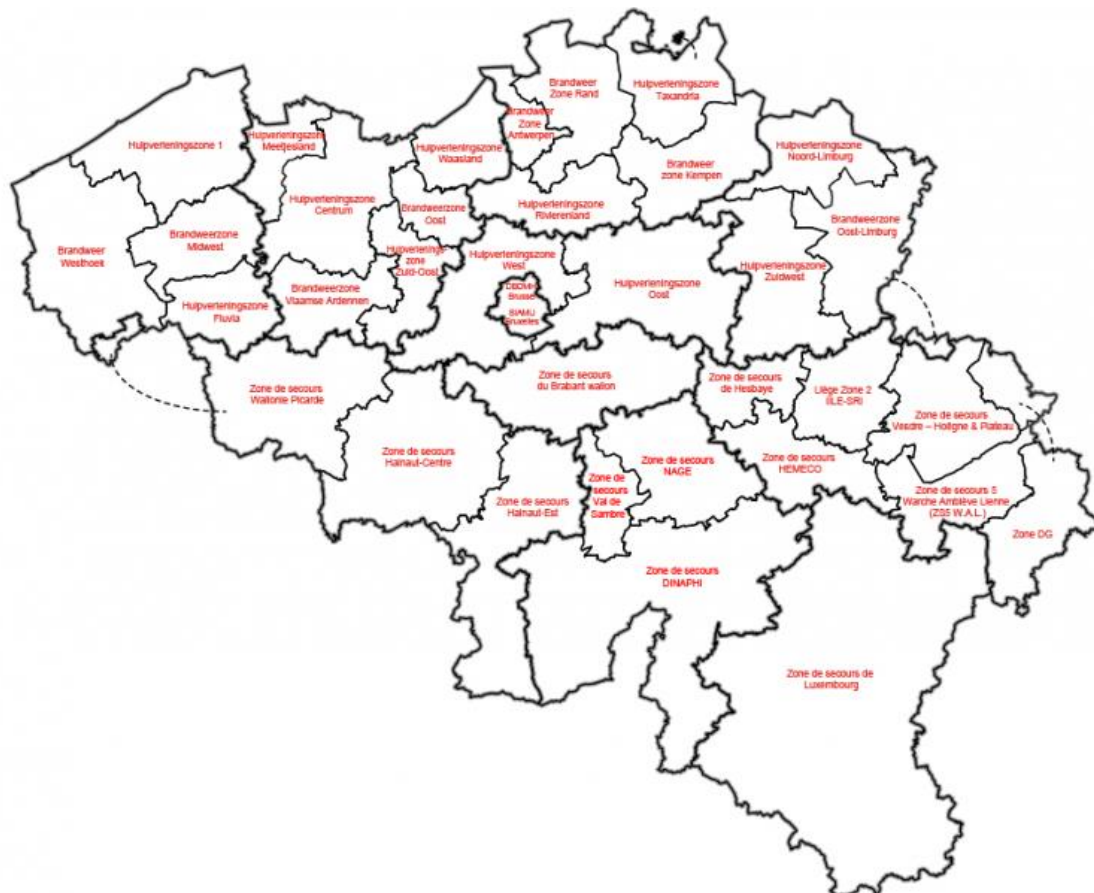 Brandweer
Zone Rand
Hulpverleningszone
Taxandria
Brandweer
Zone
Antwerpen
Hulpverleningszone 1
Hulpverleningszone
Meetjesland
Hulpverleningszone
Waasland
Brandweer
zone Kempen
Hulpverleningszone
Noord-Limburg
Hulpverleningszone
Centrum
Brandweerzone
Oost
Hulpverleningszone
Rivierenland
Brandweerzone
Oost-Limburg
Brandweer
Westhoek
Brandweerzone
Midwest
Hulpverlenings-
zone
Zuid-Oost
Hulpverleningszone
West
Hulpverleningszone
Oost
Hulpverleningszone
Zuidwest
Hulpverleningszone
Fluvia
Brandweerzone
Vlaamse Ardennen
DBDMH
Brussel
SIAMU
Bruxelles
Zone de secours
Wallonie Picarde
Zone de secours
du Brabant wallon
Zone de secours
de Hesbaye
Liège Zone 2
IILE-SRI
Zone de secours
Vesdre – Hoëgne & Plateau
Zone de secours
Hainaut-Centre
Zone de secours
NAGE
Zone de secours
HEMECO
Zone de secours
Hainaut-Est
Zone de
secours
Val de
Sambre
Zone de secours 5
Warche Amblève Lienne
(ZS5 W.A.L.)
Zone DG
Zone de secours
DINAPHI
Zone de secours de
Luxembourg